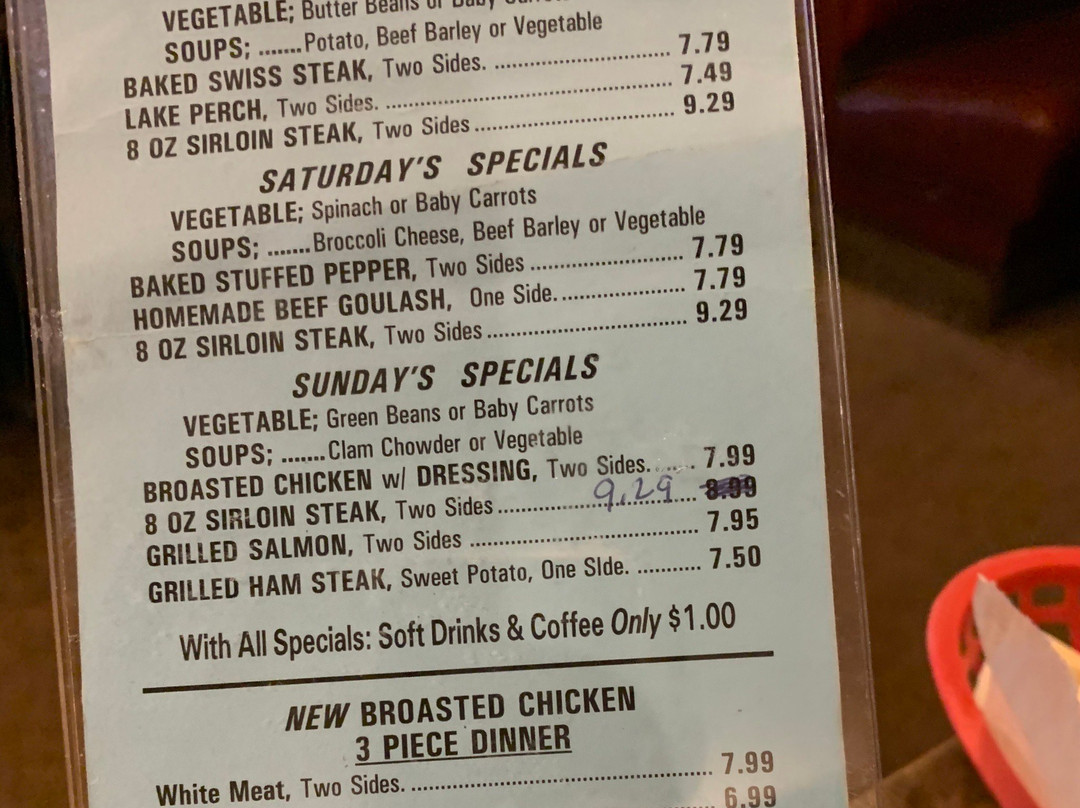 VEGETABLE; Butter Beans or Baby
SOUPS; .......Potato, Beef Barley or Vegetable
BAKED SWISS STEAK, Two Sides. .......................... 7.79
LAKE PERCH, Two Sides. ........................................... 7.49
8 OZ SIRLOIN STEAK, Two Sides .............................. 9.29
SATURDAY'S SPECIALS
VEGETABLE; Spinach or Baby Carrots
SOUPS; .......Broccoli Cheese, Beef Barley or Vegetable
BAKED STUFFED PEPPER, Two Sides ....................... 7.79
HOMEMADE BEEF GOULASH, One Side. ................... 7.79
8 OZ SIRLOIN STEAK, Two Sides .............................. 9.29
SUNDAY'S SPECIALS
VEGETABLE; Green Beans or Baby Carrots
SOUPS; .......Clam Chowder or Vegetable
BROASTED CHICKEN w/ DRESSING, Two Sides. ...... 7.99
8 OZ SIRLOIN STEAK, Two Sides .............................. 9.29 8.99
GRILLED SALMON, Two Sides .................................. 7.95
GRILLED HAM STEAK, Sweet Potato, One SIde. ........... 7.50
With All Specials: Soft Drinks & Coffee Only $1.00
NEW BROASTED CHICKEN
3 PIECE DINNER
White Meat, Two Sides. ............................................. 7.99
6.99